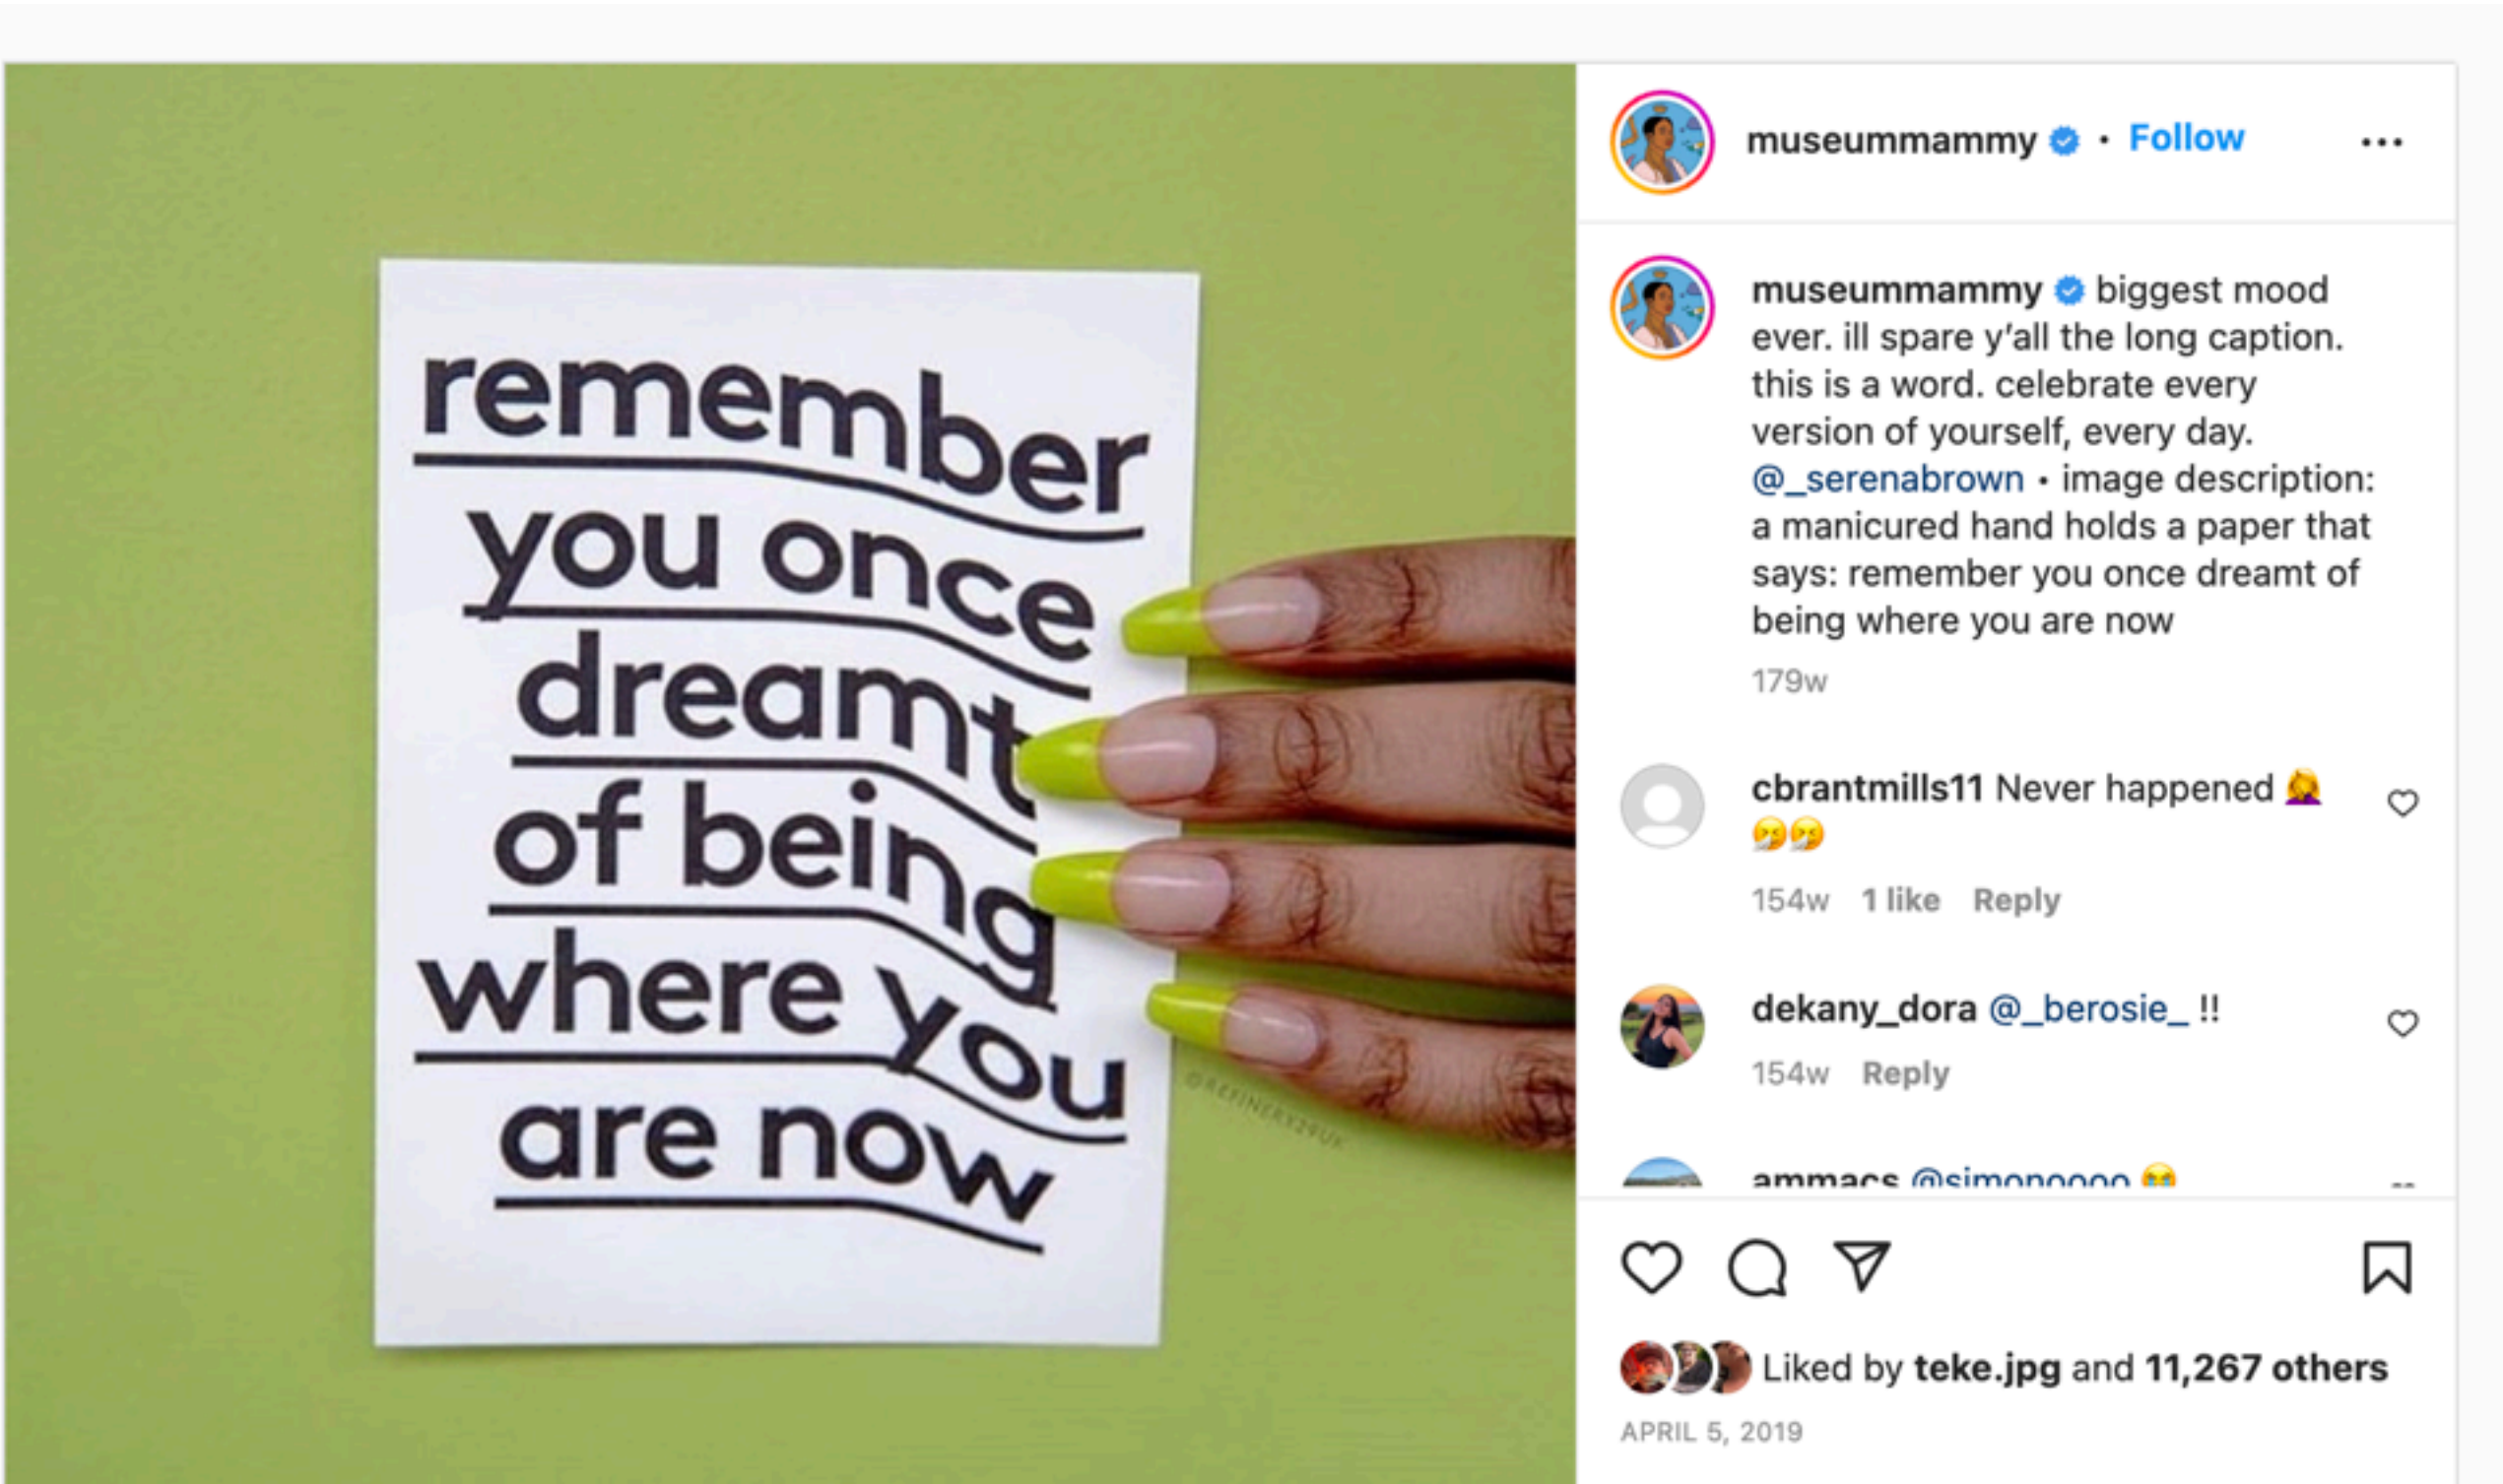 remember
you once
dreamt
of being
where you
are now
@REFINERY29UK
museummammy • Follow
museummammy biggest mood
ever. ill spare y'all the long caption.
this is a word. celebrate every
version of yourself, every day.
@_serenabrown • image description:
a manicured hand holds a paper that
says: remember you once dreamt of
being where you are now
179w
cbrantmills11 Never happened 🤦‍♀️
🤧🤧
154w 1 like Reply
dekany_dora @_berosie_ !!
154w Reply
ammacs @simonoooo 😭
Liked by teke.jpg and 11,267 others
APRIL 5, 2019